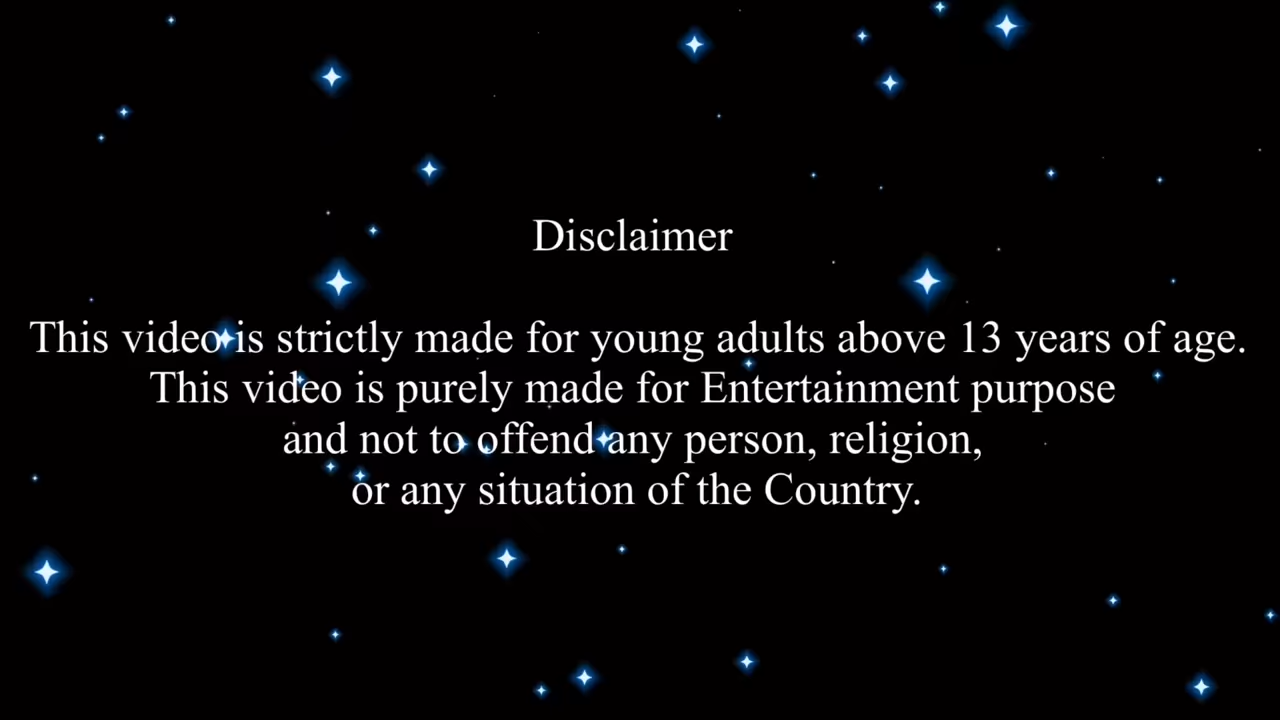 Disclaimer
This video is strictly made for young adults above 13 years of age.
This video is purely made for Entertainment purpose
and not to offend any person, religion,
or any situation of the Country.